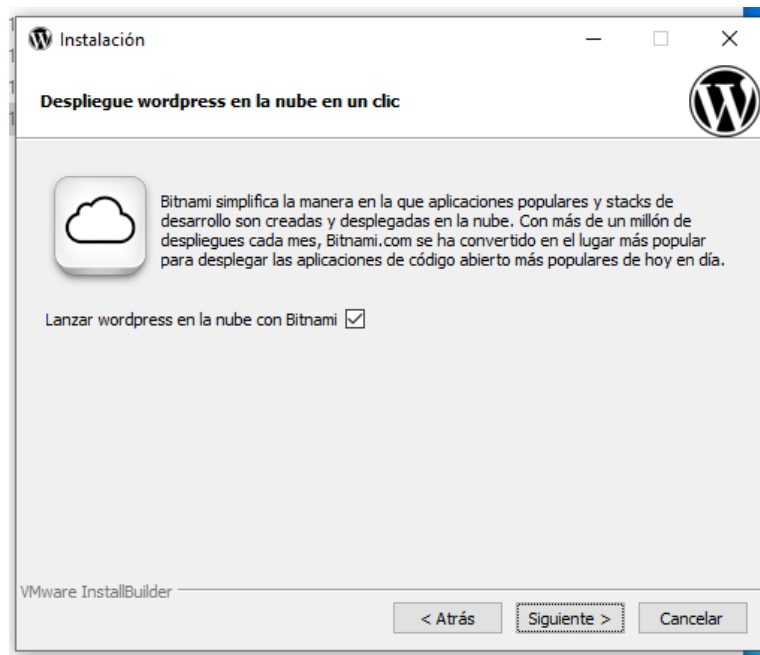 Instalación
Despliegue wordpress en la nube en un clic
Bitnami simplifica la manera en la que aplicaciones populares y stacks de
desarrollo son creadas y desplegadas en la nube. Con más de un millón de
despliegues cada mes, Bitnami.com se ha convertido en el lugar más popular
para desplegar las aplicaciones de código abierto más populares de hoy en día.
Lanzar wordpress en la nube con Bitnami
VMware InstallBuilder
< Atrás Siguiente > Cancelar